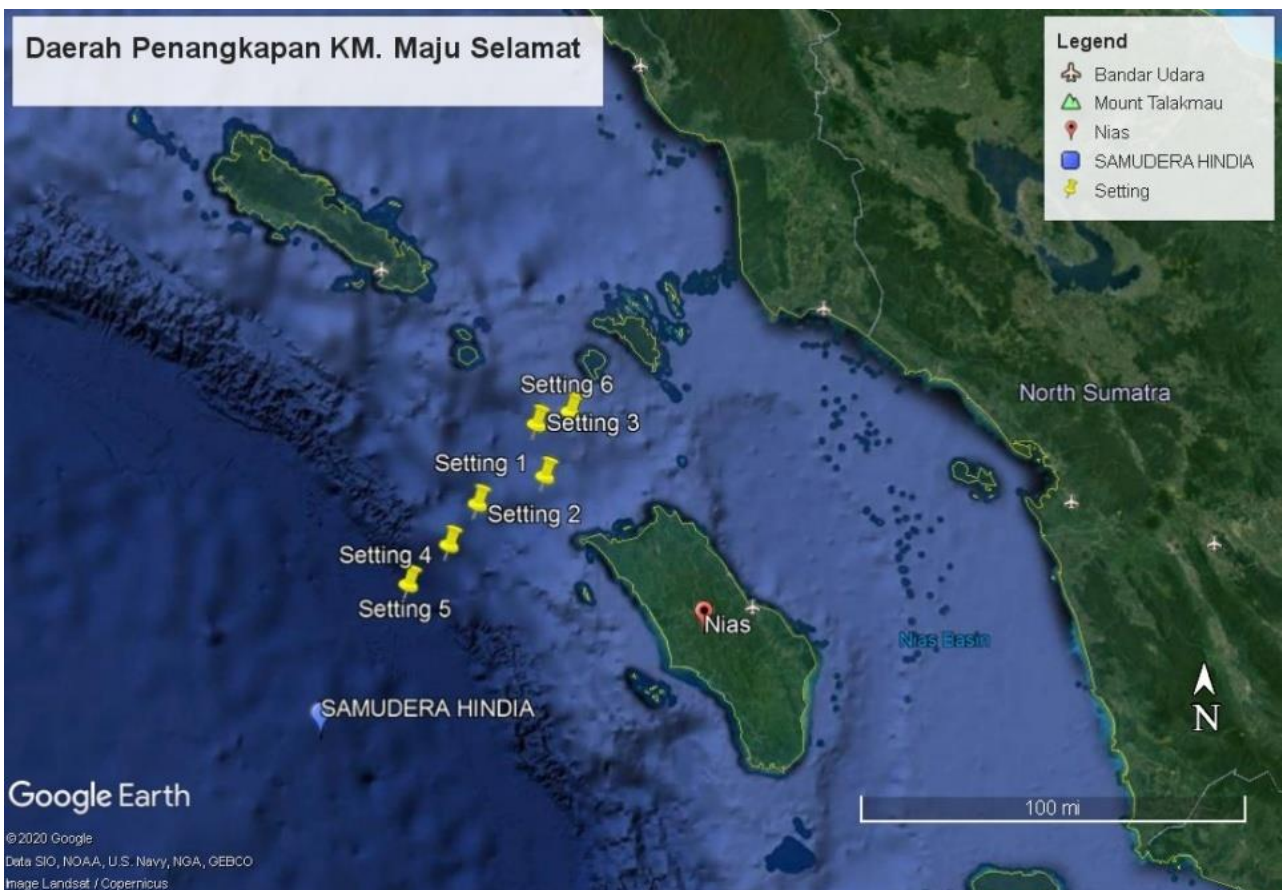 Daerah Penangkapan KM. Maju Selamat
Legend
Bandar Udara
Mount Talakmau
Nias
SAMUDERA HINDIA
Setting
Setting 6
Setting 3
North Sumatra
Setting 1
Setting 2
Setting 4
Setting 5
Nias
Nias Basin
SAMUDERA HINDIA
N
Google Earth
100 mi
©2020 Google
Data SIO, NOAA, U.S. Navy, NGA, GEBCO
Image Landsat / Copernicus